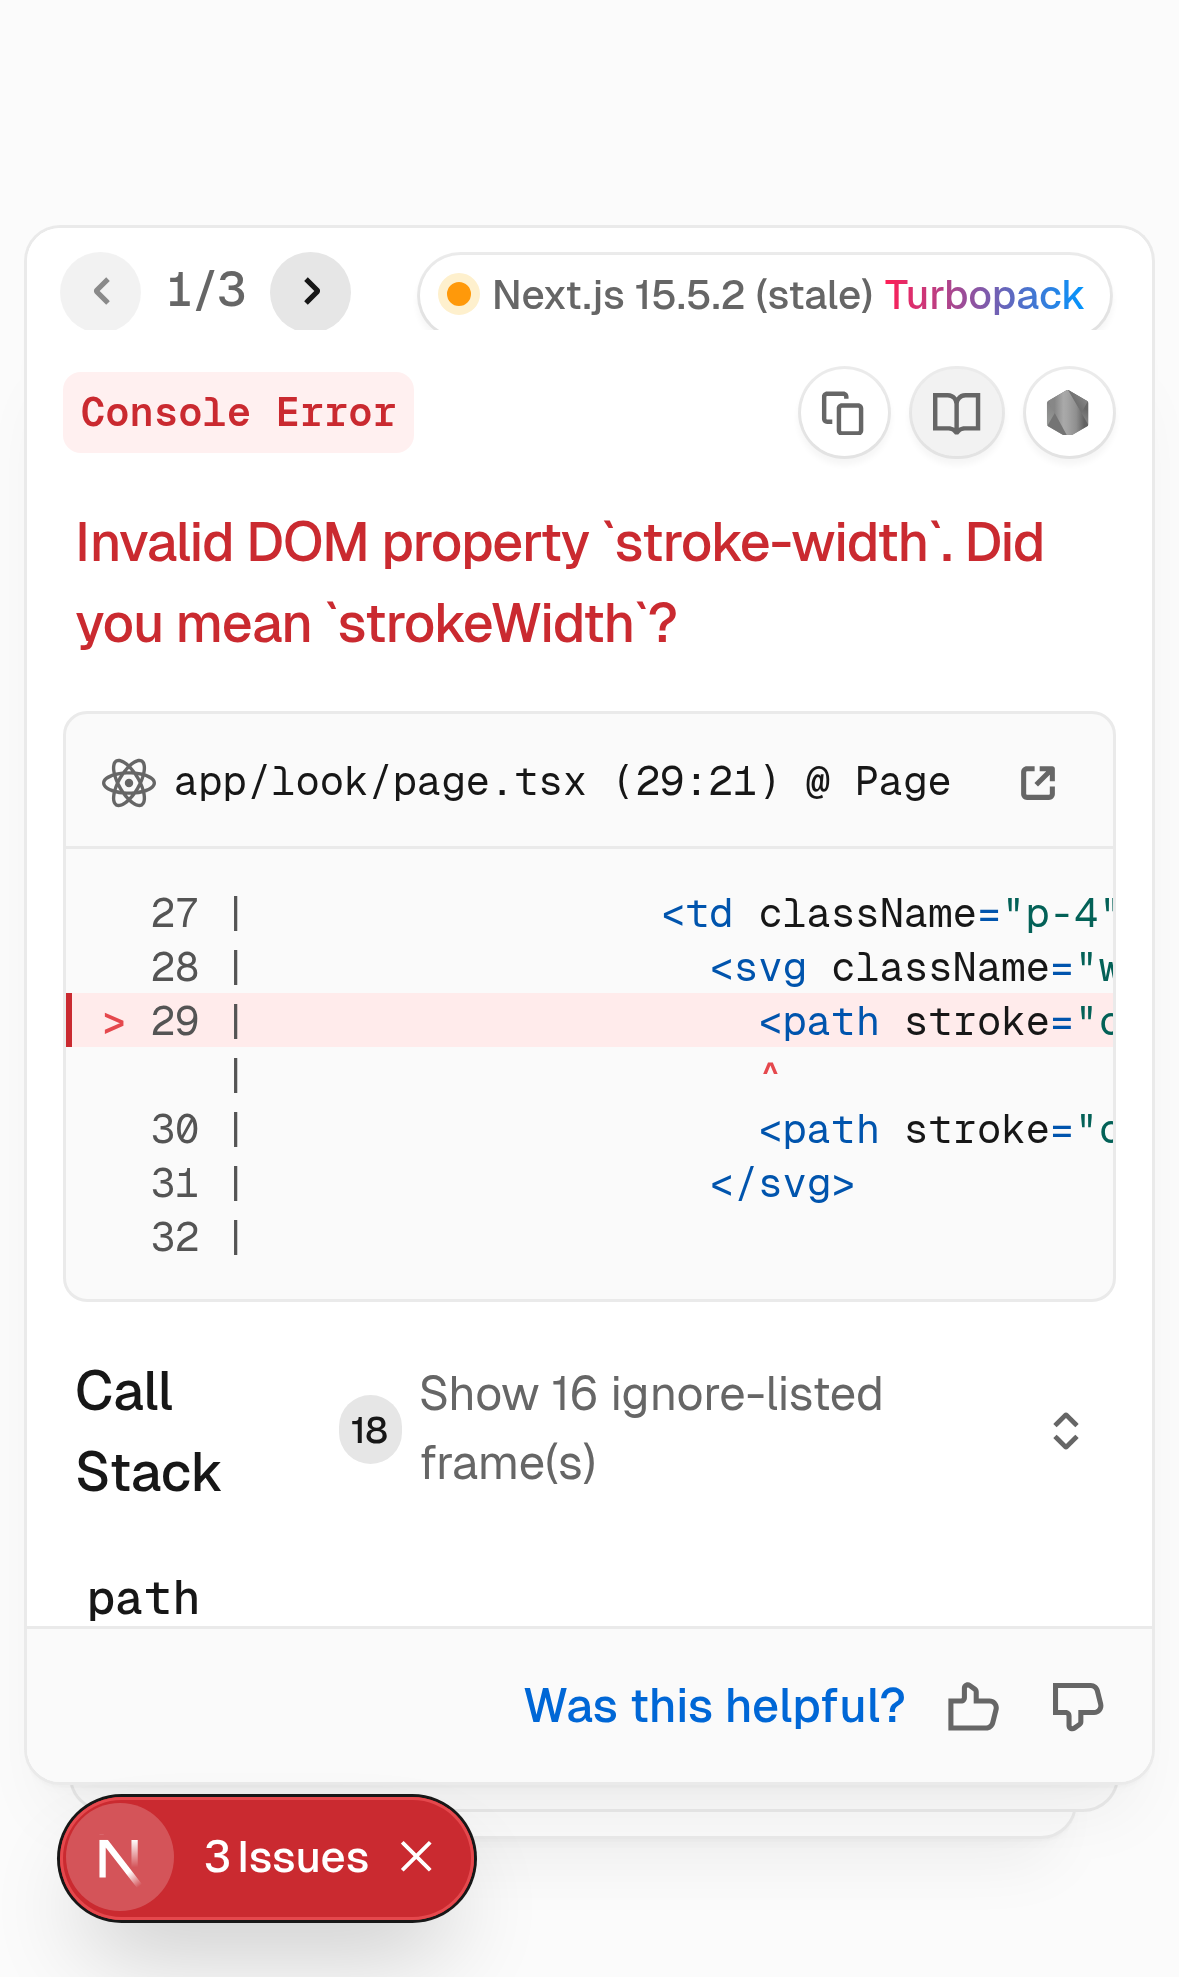 1/3
Next.js 15.5.2 (stale) Turbopack
Console Error
Invalid DOM property `stroke-width`. Did
you mean `strokeWidth`?
app/look/page.tsx (29:21) @ Page
27 | <td className="p-4"
28 | <svg className="w
> 29 | <path stroke="c
| ^
30 | <path stroke="c
31 | </svg>
32 |
Call
Stack
18
Show 16 ignore-listed
frame(s)
path
Was this helpful?
N
3 Issues